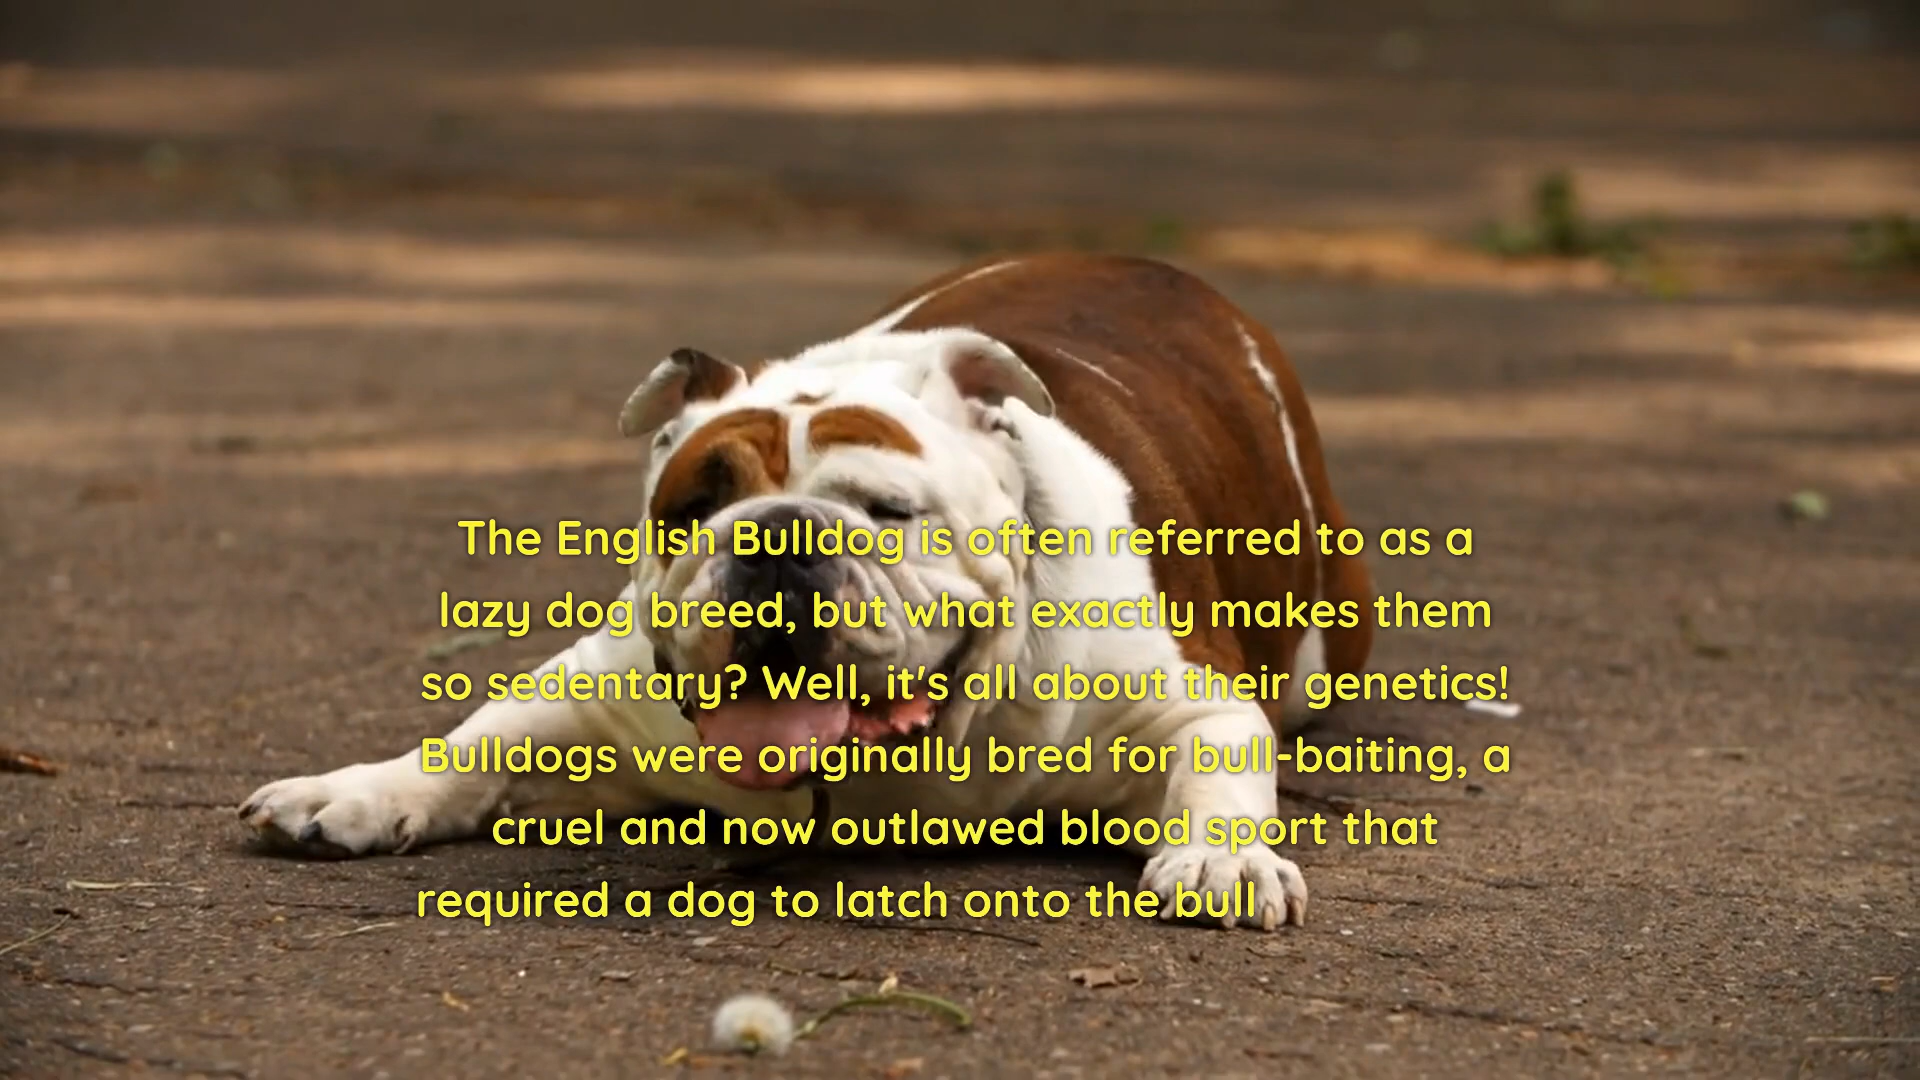 The English Bulldog is often referred to as a
lazy dog breed, but what exactly makes them
so sedentary? Well, it's all about their genetics!
Bulldogs were originally bred for bull-baiting, a
cruel and now outlawed blood sport that
required a dog to latch onto the bull